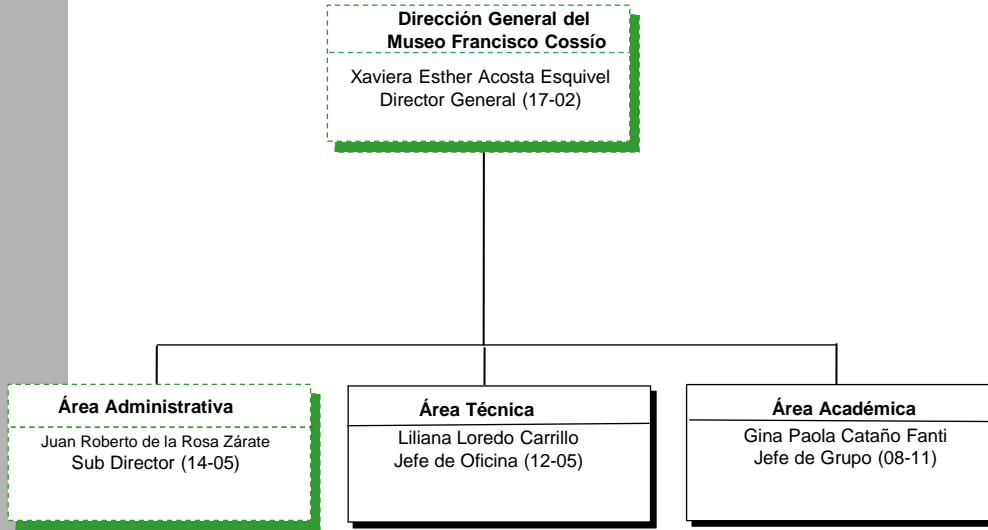 Dirección General del
Museo Francisco Cossío
Xaviera Esther Acosta Esquivel
Director General (17-02)
Área Administrativa
Juan Roberto de la Rosa Zárate
Sub Director (14-05)
Área Técnica
Liliana Loredo Carrillo
Jefe de Oficina (12-05)
Área Académica
Gina Paola Cataño Fanti
Jefe de Grupo (08-11)